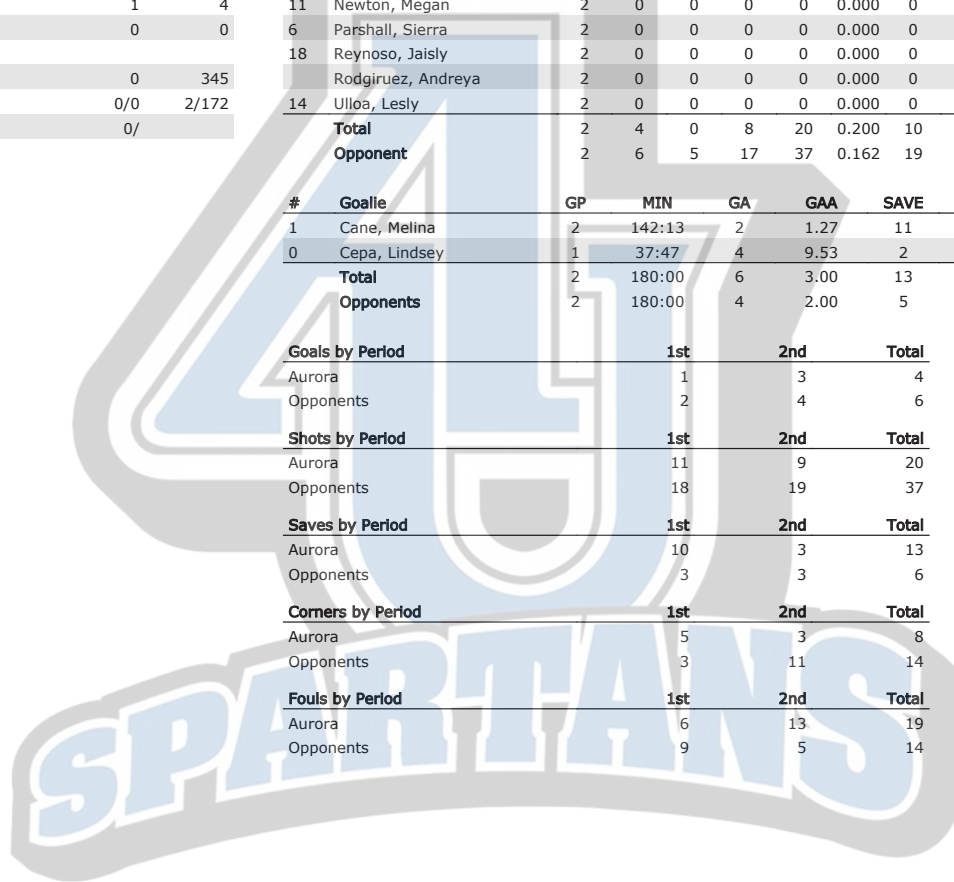 1 4
0 0
0 345
0/0 2/172
0/
11 Newton, Megan 2 0 0 0 0 0.000 0
6 Parshall, Sierra 2 0 0 0 0 0.000 0
18 Reynoso, Jaisly 2 0 0 0 0 0.000 0
Rodgiruez, Andreya 2 0 0 0 0 0.000 0
14 Ulloa, Lesly 2 0 0 0 0 0.000 0
Total 2 4 0 8 20 0.200 10
Opponent 2 6 5 17 37 0.162 19
# Goalie GP MIN GA GAA SAVE
1 Cane, Melina 2 142:13 2 1.27 11
0 Cepa, Lindsey 1 37:47 4 9.53 2
Total 2 180:00 6 3.00 13
Opponents 2 180:00 4 2.00 5
Goals by Period 1st 2nd Total
Aurora 1 3 4
Opponents 2 4 6
Shots by Period 1st 2nd Total
Aurora 11 9 20
Opponents 18 19 37
Saves by Period 1st 2nd Total
Aurora 10 3 13
Opponents 3 3 6
Corners by Period 1st 2nd Total
Aurora 5 3 8
Opponents 3 11 14
Fouls by Period 1st 2nd Total
Aurora 6 13 19
Opponents 9 5 14
AU
SPARTANS